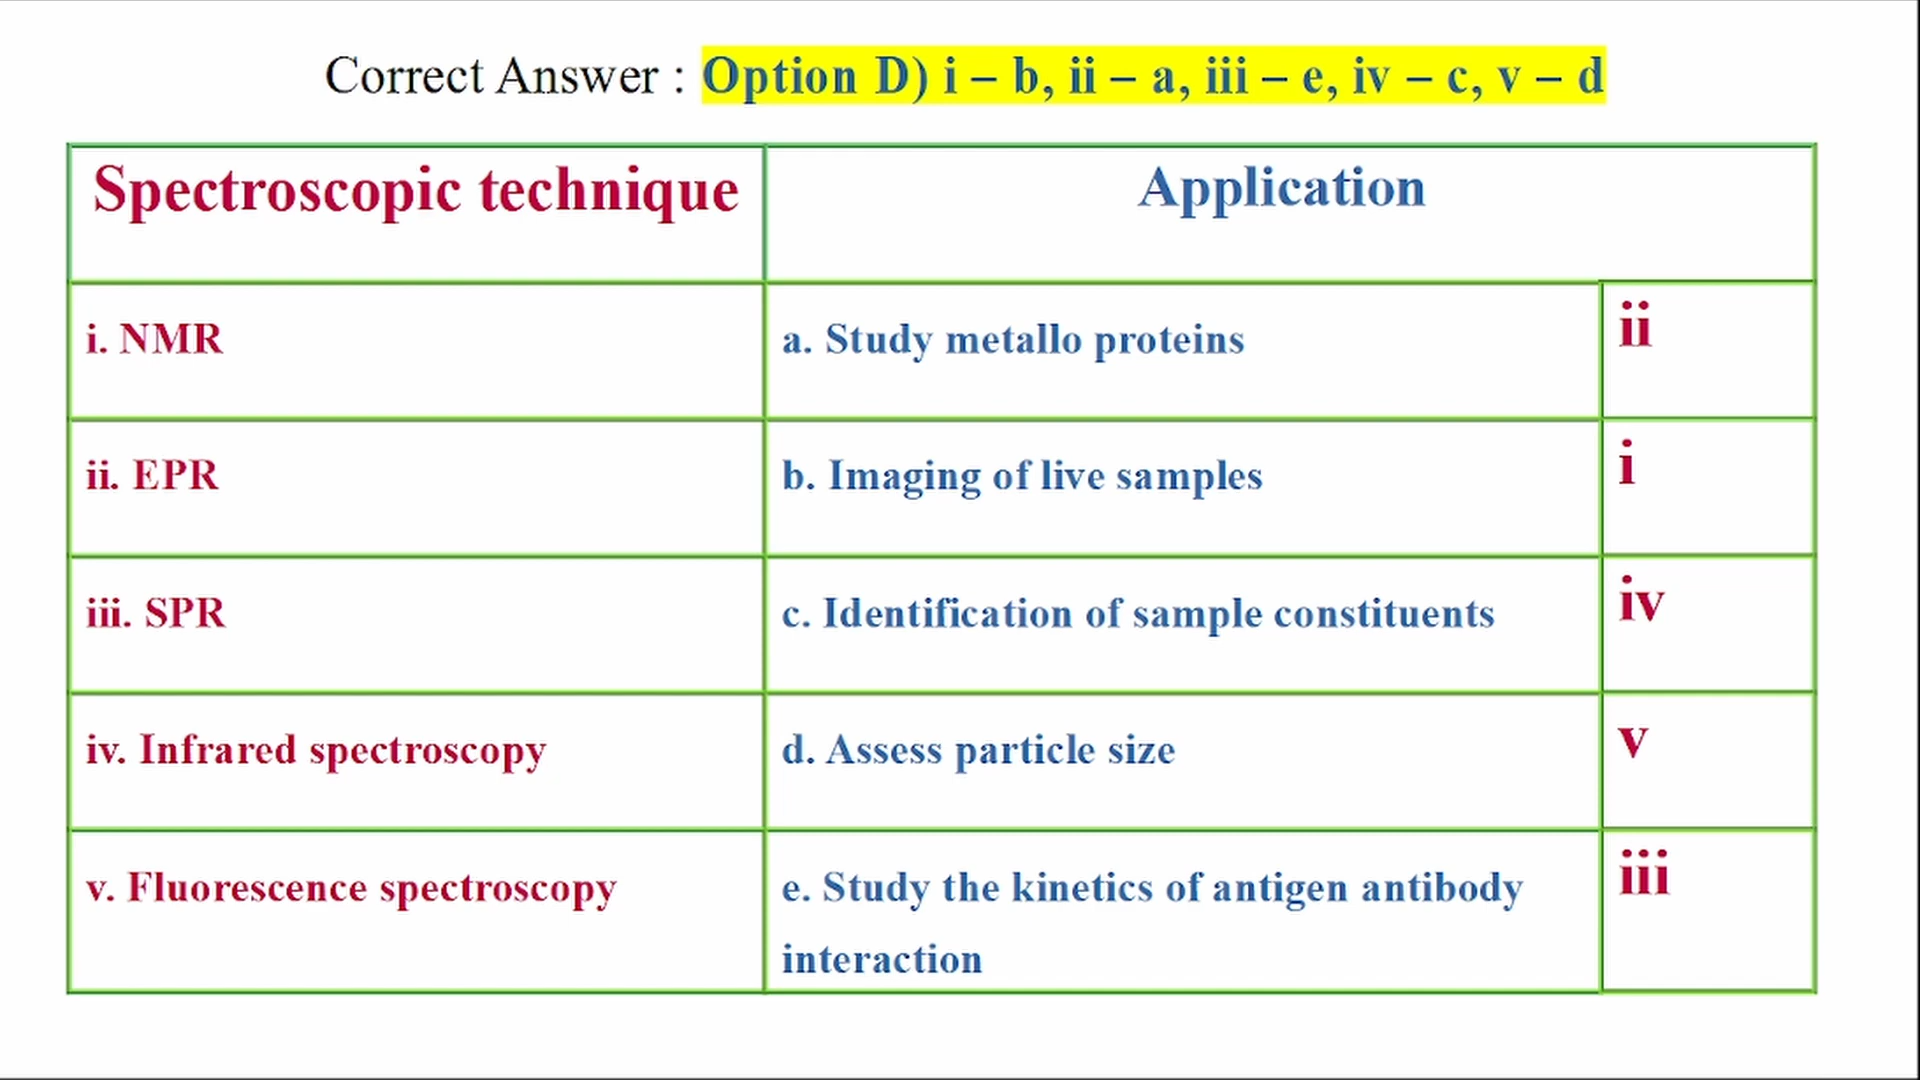 Correct Answer : Option D) i – b, ii – a, iii – e, iv – c, v – d
Spectroscopic technique Application
i. NMR a. Study metallo proteins ii
ii. EPR b. Imaging of live samples i
iii. SPR c. Identification of sample constituents iv
iv. Infrared spectroscopy d. Assess particle size v
v. Fluorescence spectroscopy e. Study the kinetics of antigen antibody iii
interaction